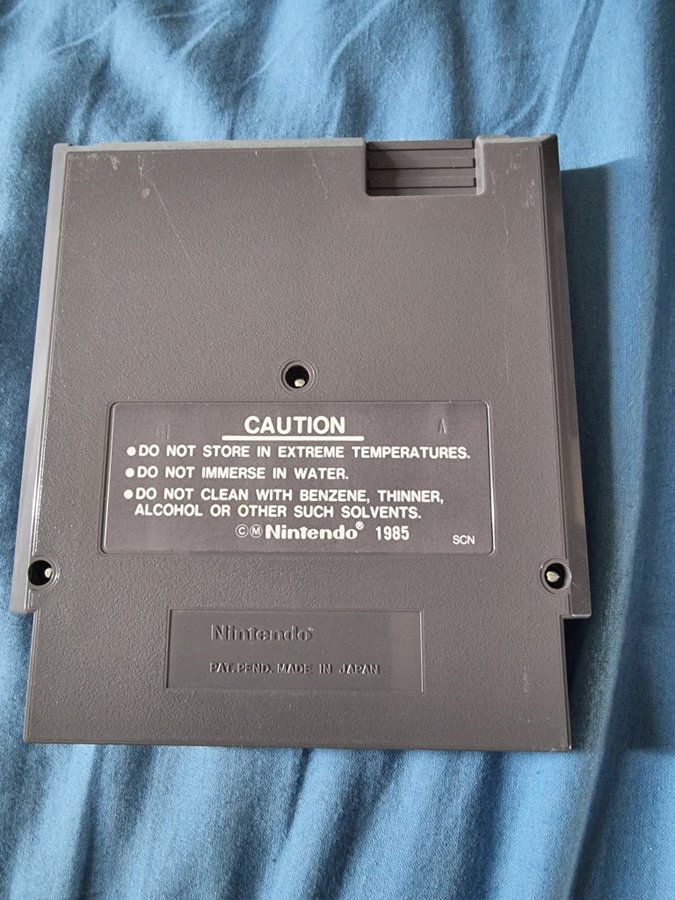 01 A
CAUTION
●DO NOT STORE IN EXTREME TEMPERATURES.
●DO NOT IMMERSE IN WATER.
●DO NOT CLEAN WITH BENZENE, THINNER,
ALCOHOL OR OTHER SUCH SOLVENTS.
©Ⓜ Nintendo® 1985
SCN
Nintendo®
PAT. PEND. MADE IN JAPAN